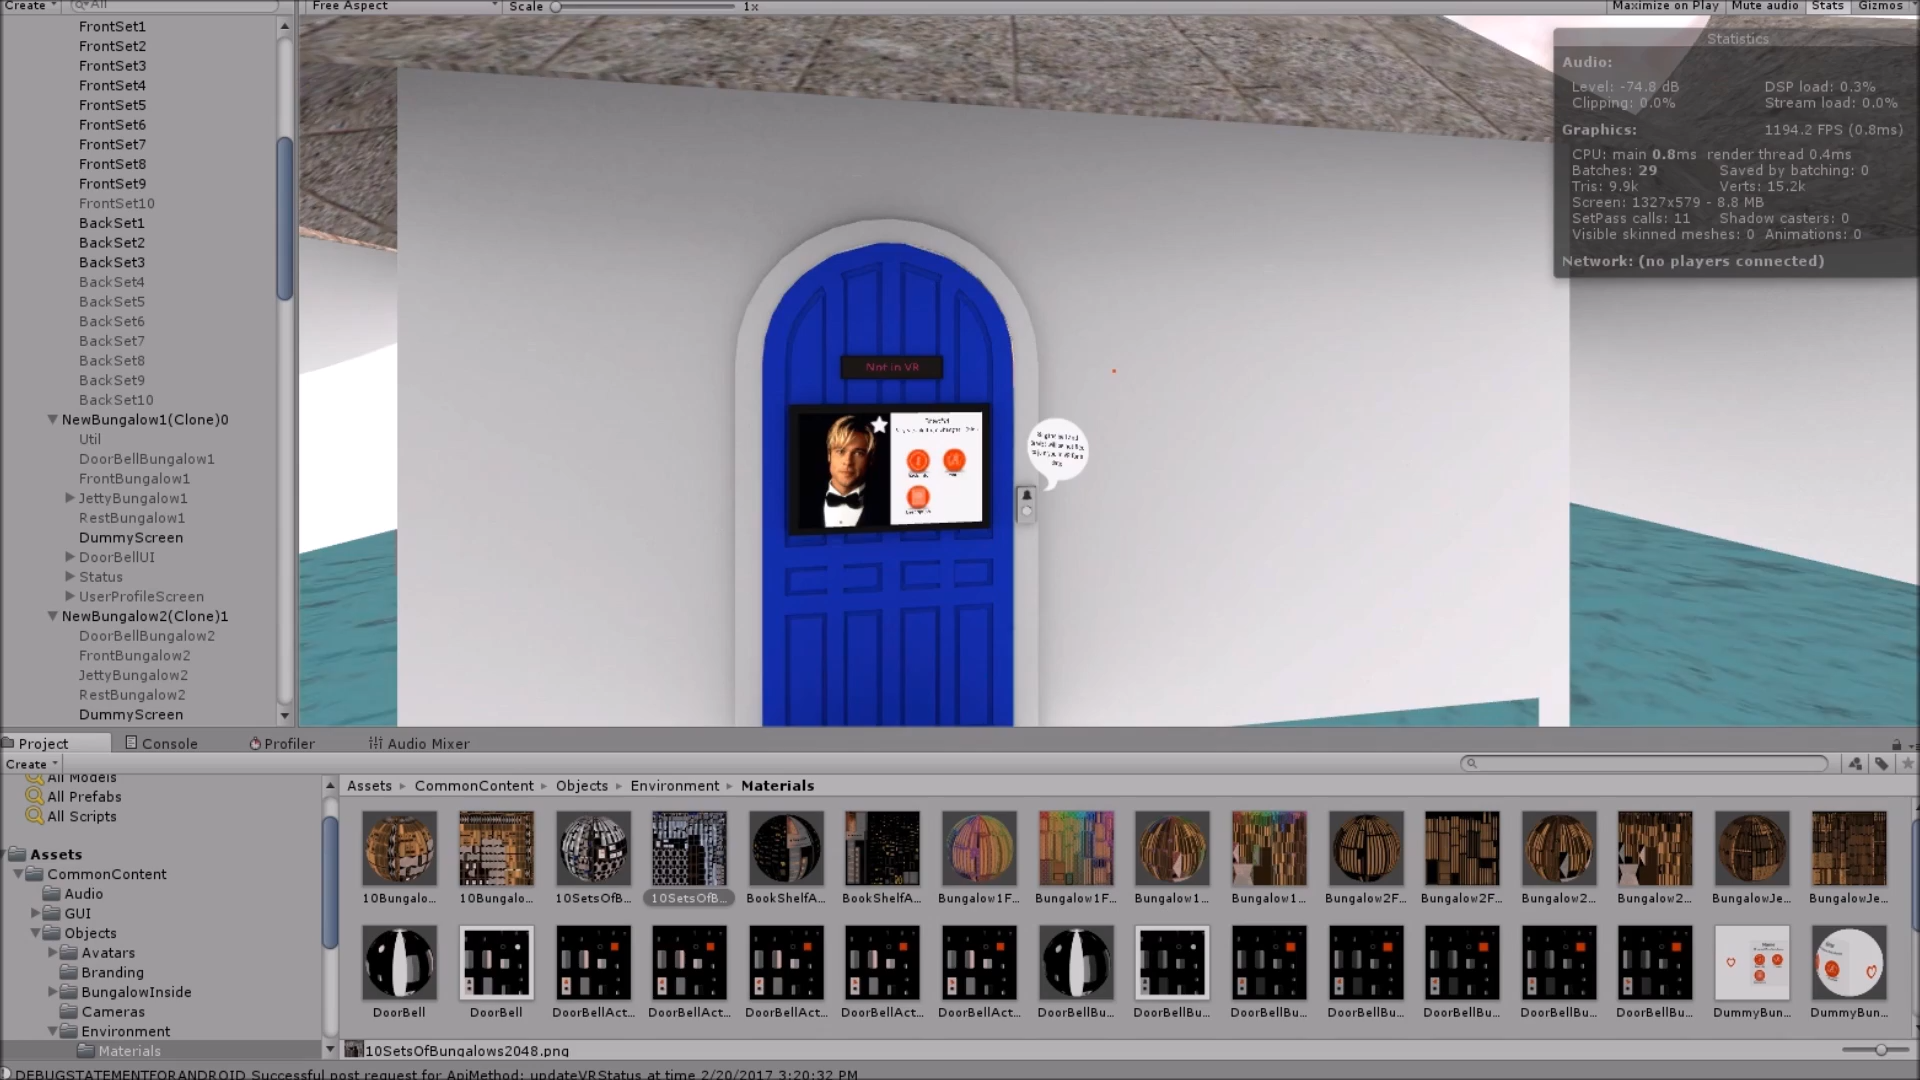 Create
All
Free Aspect
Scale
1x
Maximize on Play
Mute audio
Stats
Gizmos
FrontSet1
FrontSet2
FrontSet3
FrontSet4
FrontSet5
FrontSet6
FrontSet7
FrontSet8
FrontSet9
FrontSet10
BackSet1
BackSet2
BackSet3
BackSet4
BackSet5
BackSet6
BackSet7
BackSet8
BackSet9
BackSet10
NewBungalow1(Clone)0
Util
DoorBellBungalow1
FrontBungalow1
JettyBungalow1
RestBungalow1
DummyScreen
DoorBellUI
Status
UserProfileScreen
NewBungalow2(Clone)1
DoorBellBungalow2
FrontBungalow2
JettyBungalow2
RestBungalow2
DummyScreen
Not in VR
Statistics
Audio:
Level: -74.8 dB DSP load: 0.3%
Clipping: 0.0% Stream load: 0.0%
Graphics: 1194.2 FPS (0.8ms)
CPU: main 0.8ms render thread 0.4ms
Batches: 29 Saved by batching: 0
Tris: 9.9k Verts: 15.2k
Screen: 1327x579 - 8.8 MB
SetPass calls: 11 Shadow casters: 0
Visible skinned meshes: 0 Animations: 0
Network: (no players connected)
Project
Console
Profiler
Audio Mixer
Create
All Models
All Prefabs
All Scripts
Assets
CommonContent
Audio
GUI
Objects
Avatars
Branding
BungalowInside
Cameras
Environment
Materials
Assets CommonContent Objects Environment Materials
10Bungalo... 10Bungalo... 10SetsOfB... 10SetsOfB... BookShelfA... BookShelfA... Bungalow1F... Bungalow1F... Bungalow1... Bungalow1... Bungalow2F... Bungalow2F... Bungalow2... Bungalow2... BungalowJe... BungalowJe...
DoorBell DoorBell DoorBellAct... DoorBellAct... DoorBellAct... DoorBellAct... DoorBellAct... DoorBellBu... DoorBellBu... DoorBellBu... DoorBellBu... DoorBellBu... DoorBellBu... DoorBellBu... DummyBun... DummyBun...
10SetsOfBungalows2048.png
DEBUGSTATEMENTFORANDROID Successful post request for ApiMethod: updateVRStatus at time 2/20/2017 3:20:32 PM